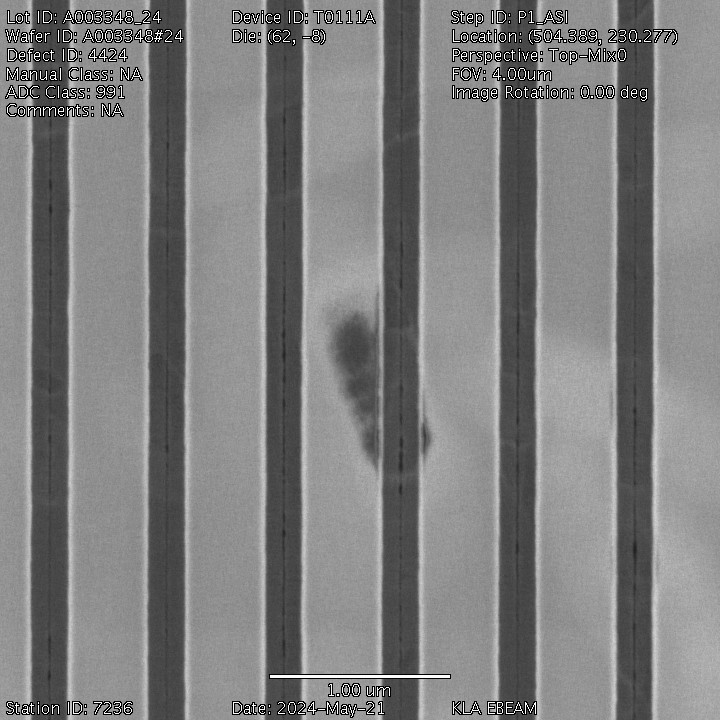 Lot ID: A003348_24
Wafer ID: A003348#24
Defect ID: 4424
Manual Class: NA
ADC Class: 991
Comments: NA
Device ID: T0111A
Die: (62, -8)
Step ID: P1_ASI
Location: (504.389, 230.277)
Perspective: Top-Mix0
FOV: 4.00um
Image Rotation: 0.00 deg
1.00 um
Station ID: 7236
Date: 2024-May-21
KLA EBEAM